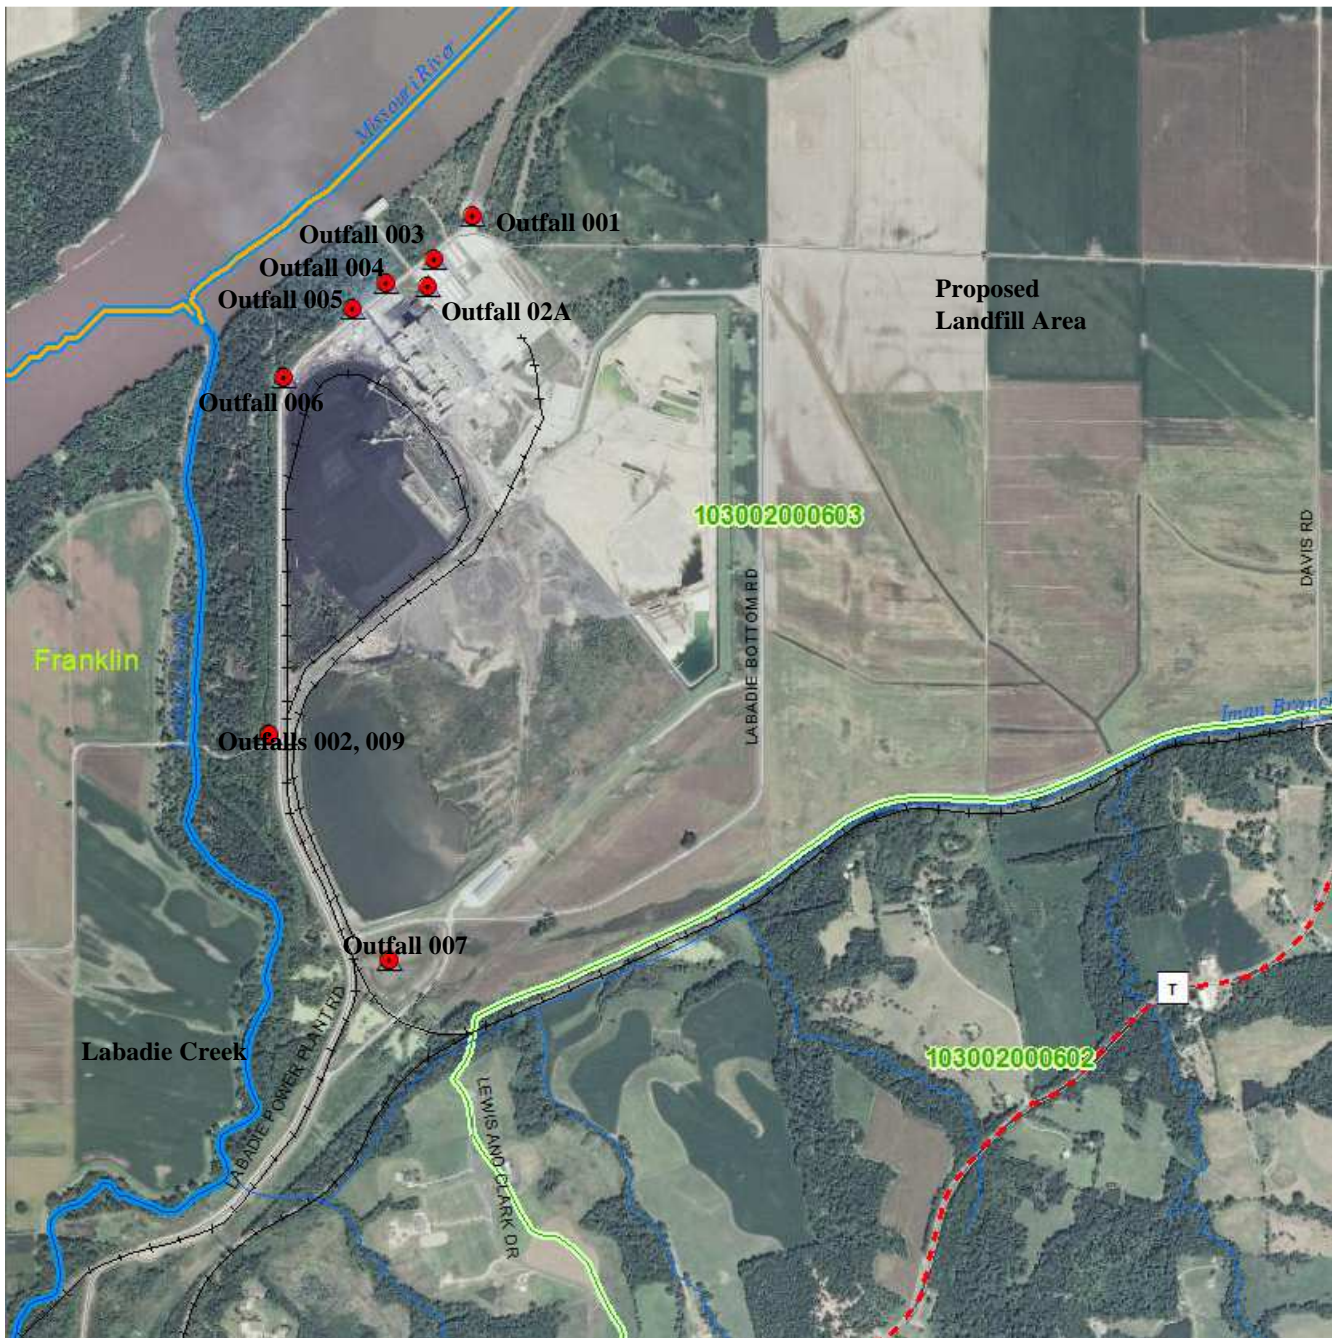 Missouri River
Outfall 001
Outfall 003
Outfall 004
Outfall 005
Outfall 02A
Proposed
Landfill Area
Outfall 006
103002000603
DAVIS RD
LABADIE BOTTOM RD
Franklin
Iman Branch
Outfalls 002, 009
Outfall 007
T
LABADIE POWER PLANT RD
Labadie Creek
103002000602
LEWIS AND CLARK DR